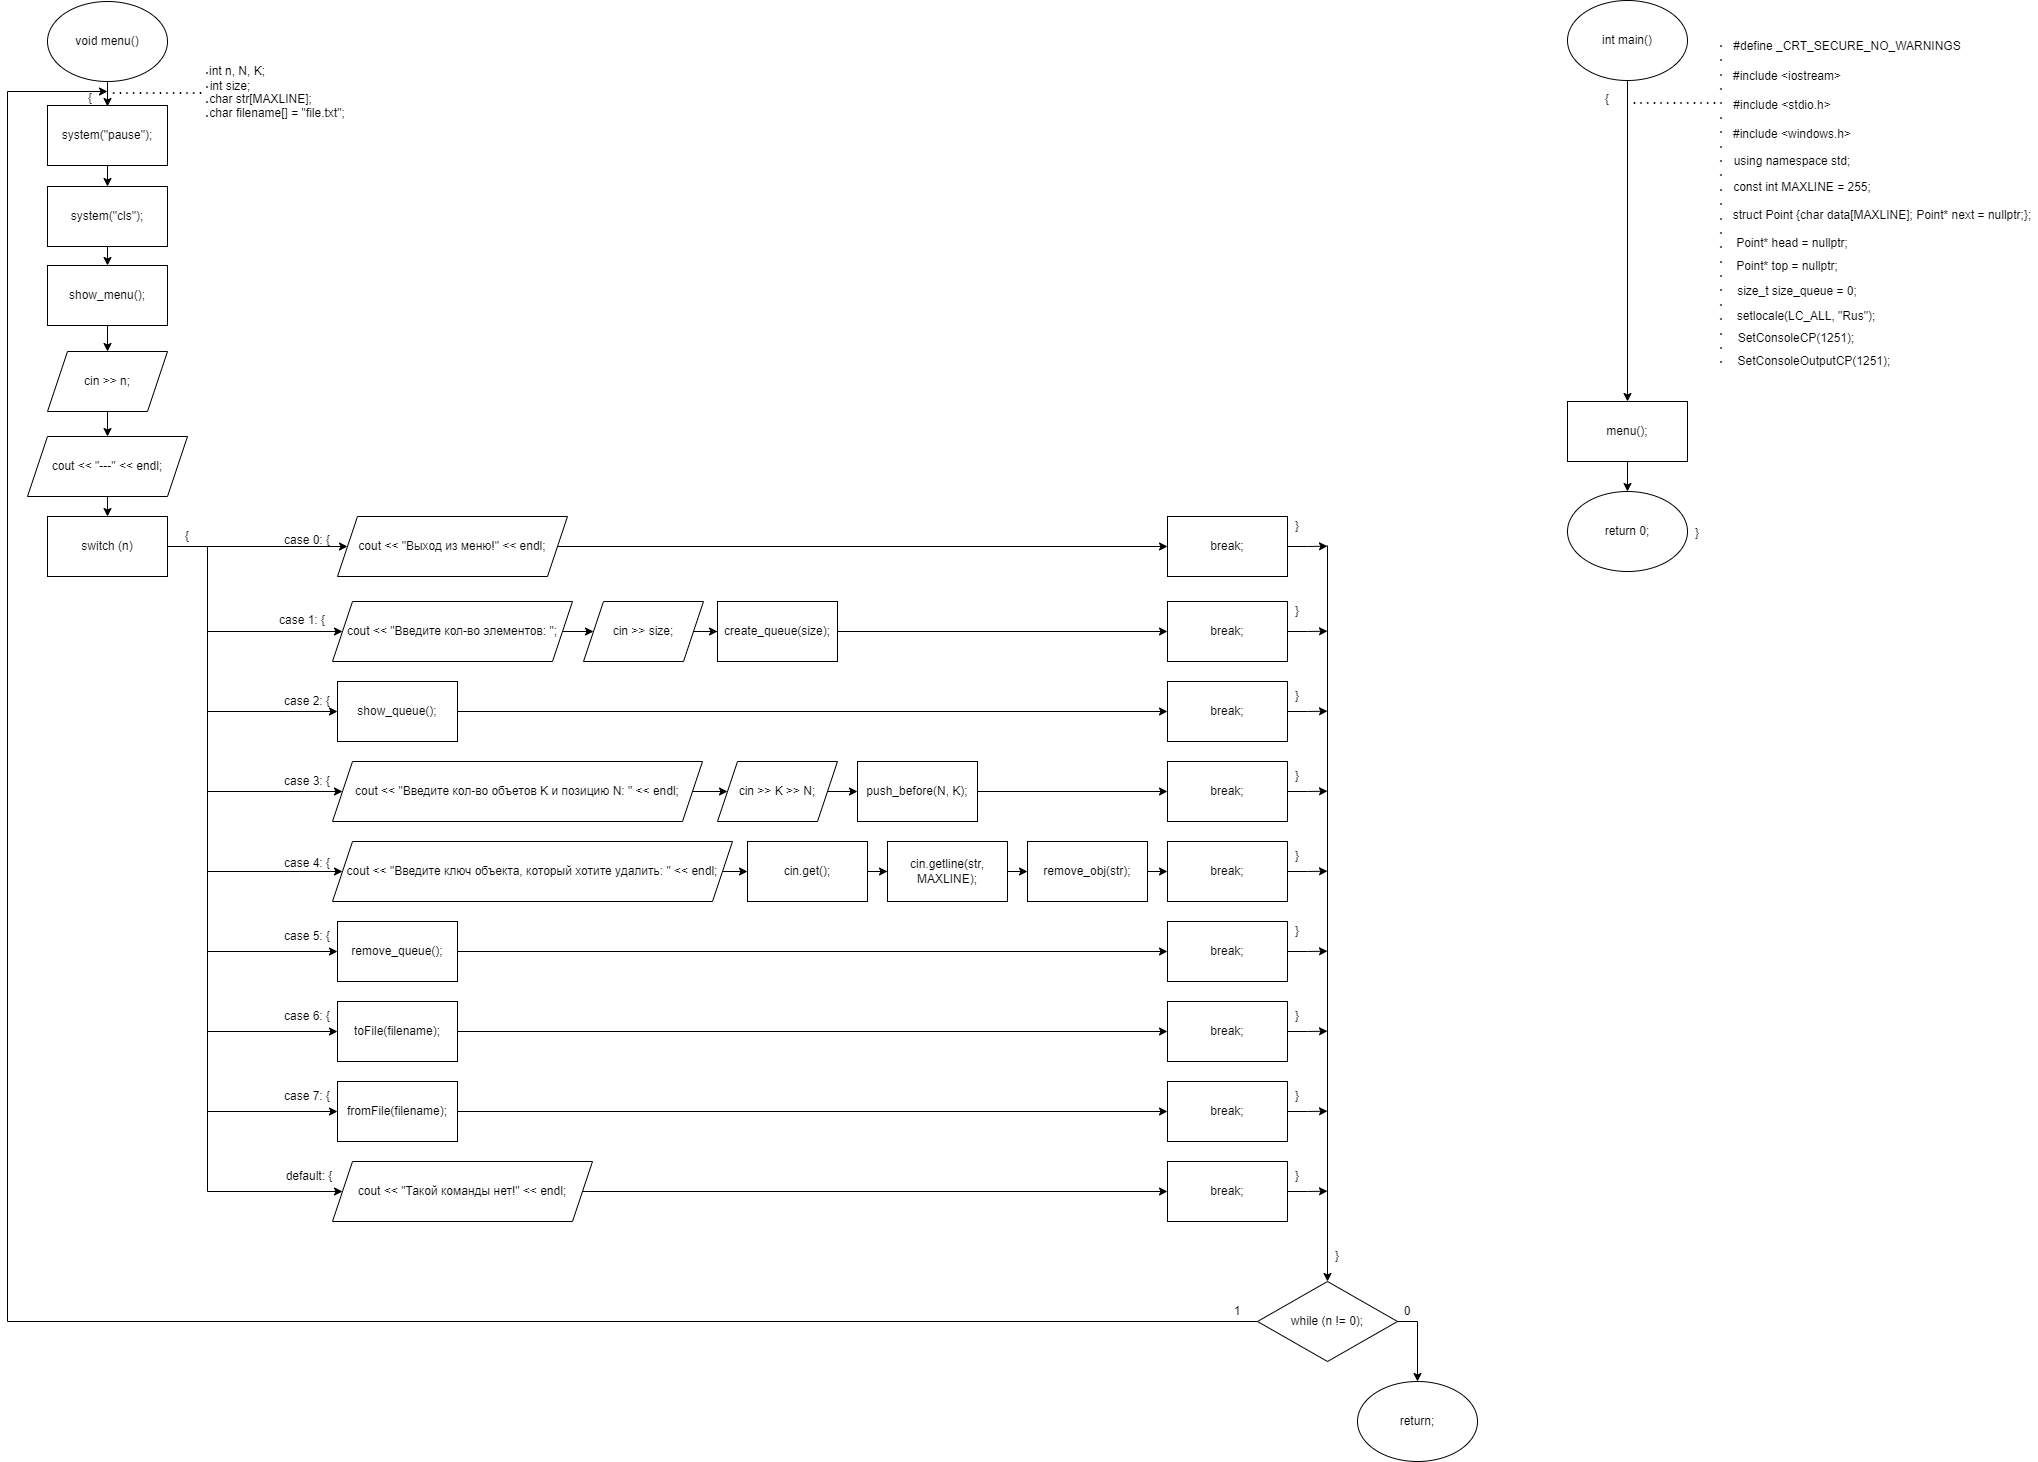 void menu()
int n, N, K;
int size;
char str[MAXLINE];
char filename[] = "file.txt";
{
system("pause");
system("cls");
show_menu();
cin >> n;
cout << "---" << endl;
switch (n)
{
case 0: {
cout << "Выход из меню!" << endl;
break;
}
case 1: {
cout << "Введите кол-во элементов: ";
cin >> size;
create_queue(size);
break;
}
case 2: {
show_queue();
break;
}
case 3: {
cout << "Введите кол-во объетов K и позицию N: " << endl;
cin >> K >> N;
push_before(N, K);
break;
}
case 4: {
cout << "Введите ключ объекта, который хотите удалить: " << endl;
cin.get();
cin.getline(str,
MAXLINE);
remove_obj(str);
break;
}
case 5: {
remove_queue();
break;
}
case 6: {
toFile(filename);
break;
}
case 7: {
fromFile(filename);
break;
}
default: {
cout << "Такой команды нет!" << endl;
break;
}
}
1
while (n != 0);
0
return;
int main()
{
#define _CRT_SECURE_NO_WARNINGS
#include <iostream>
#include <stdio.h>
#include <windows.h>
using namespace std;
const int MAXLINE = 255;
struct Point {char data[MAXLINE]; Point* next = nullptr;};
Point* head = nullptr;
Point* top = nullptr;
size_t size_queue = 0;
setlocale(LC_ALL, "Rus");
SetConsoleCP(1251);
SetConsoleOutputCP(1251);
menu();
return 0;
}